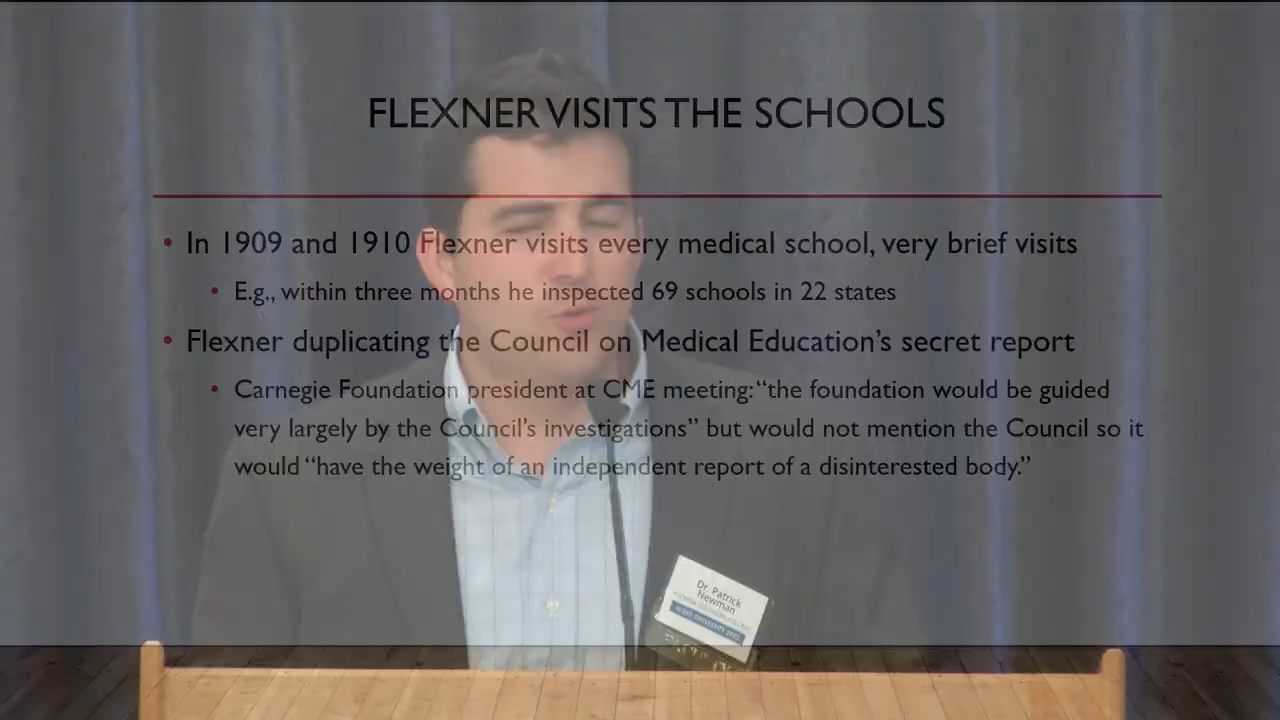 FLEXNER VISITS THE SCHOOLS
• In 1909 and 1910 Flexner visits every medical school, very brief visits
• E.g., within three months he inspected 69 schools in 22 states
• Flexner duplicating the Council on Medical Education’s secret report
• Carnegie Foundation president at CME meeting: “the foundation would be guided
very largely by the Council’s investigations” but would not mention the Council so it
would “have the weight of an independent report of a disinterested body.”
Dr. Patrick
Newman